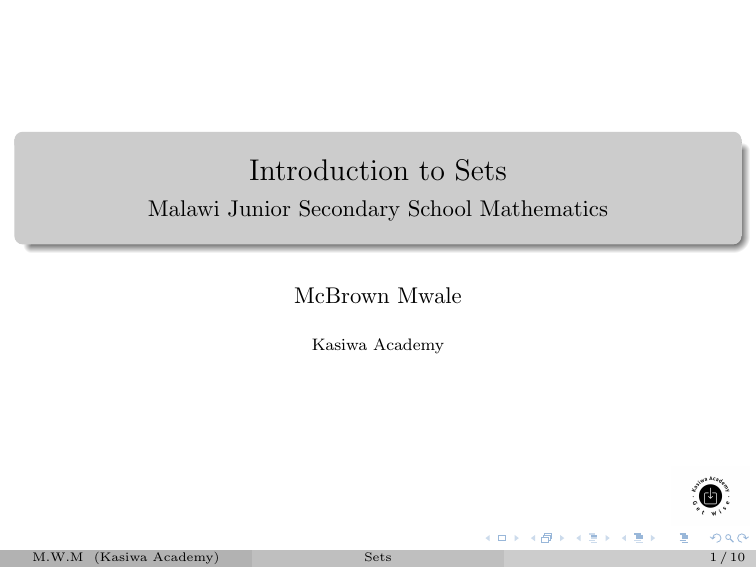 Introduction to Sets
Malawi Junior Secondary School Mathematics
McBrown Mwale
Kasiwa Academy
Kasiwa Academy
Get Wise
M.W.M (Kasiwa Academy)
Sets
1 / 10